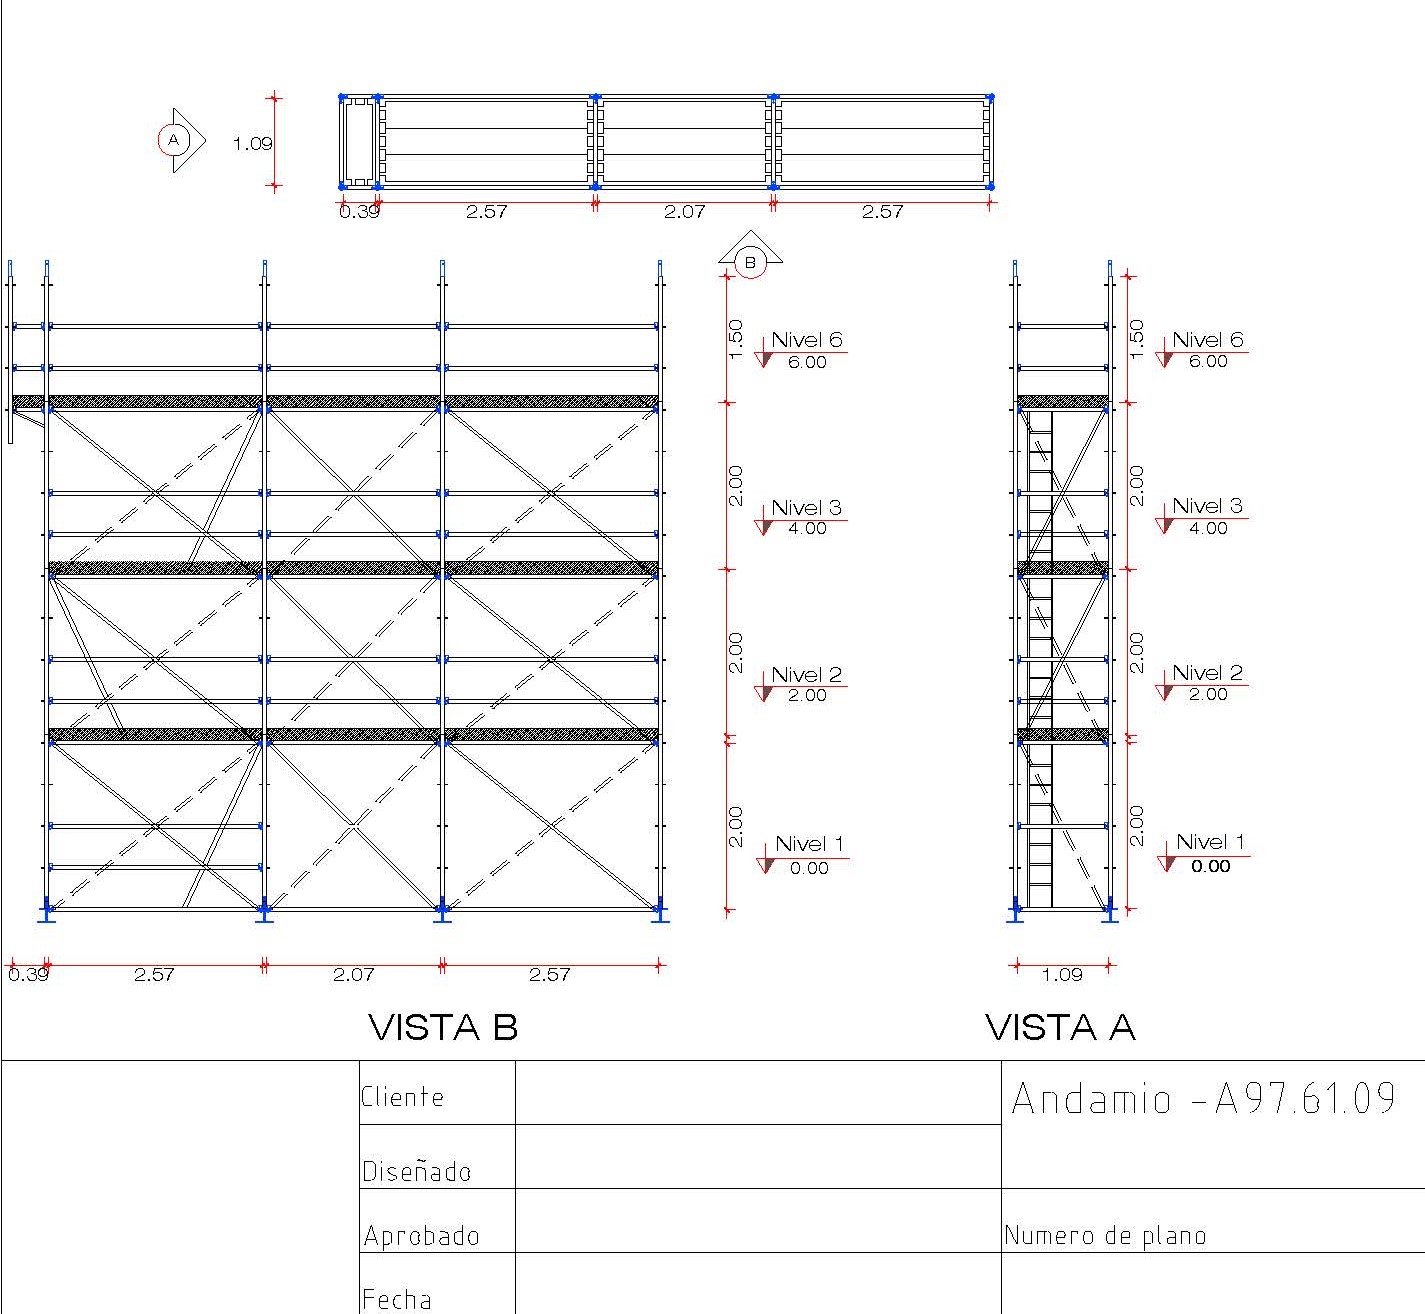 A
1.09
0.39
2.57
2.07
2.57
B
1.50
Nivel 6
6.00
1.50
Nivel 6
6.00
2.00
Nivel 3
4.00
2.00
Nivel 3
4.00
2.00
Nivel 2
2.00
2.00
Nivel 2
2.00
2.00
Nivel 1
0.00
2.00
Nivel 1
0.00
0.39
2.57
2.07
2.57
1.09
VISTA B
VISTA A
Cliente
Andamio -A97.61.09
Diseñado
Aprobado
Numero de plano
Fecha